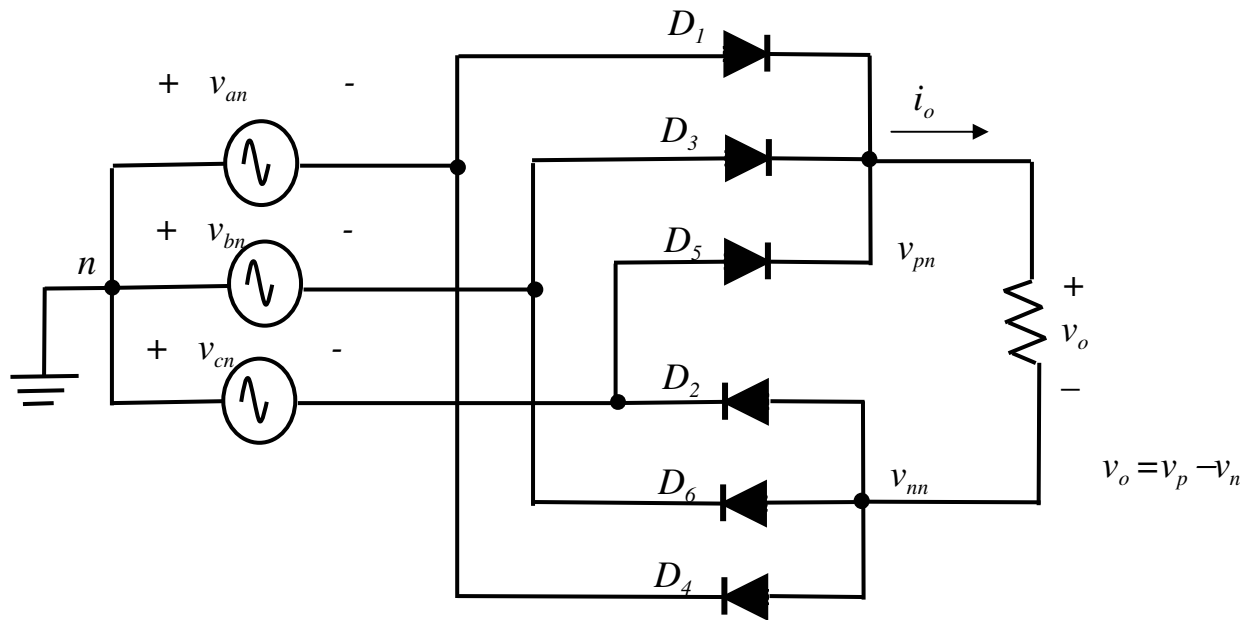 D1
+ van -
io
D3
+ vbn -
D5
vpn
n
+
vo
−
+ vcn -
D2
vnn
vo = vp − vn
D6
D4